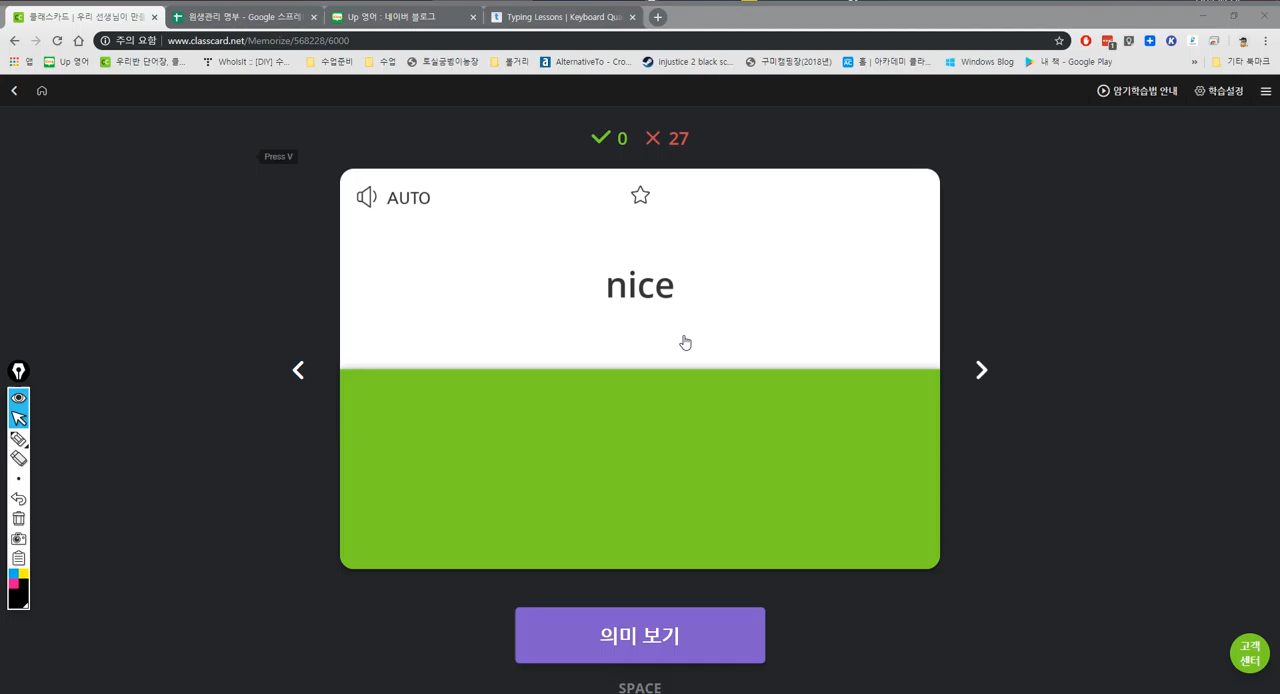 클래스카드 | 우리 선생님이 만든
원생관리 명부 - Google 스프레
Up 영어 : 네이버 블로그
Typing Lessons | Keyboard Qua
주의 요함 | www.classcard.net/Memorize/568228/6000
앱 Up 영어 우리반 단어장, 클... WhoIsIt :: [DIY] 수... 수업준비 수업 토실궁벵이농장 볼거리 AlternativeTo - Cro... injustice 2 black sc... 구미캠핑장(2018년) 홈 | 아카데미 클라... Windows Blog 내 책 - Google Play » 기타 북마크
암기학습법 안내 학습설정
0 27
Press V
AUTO
nice
의미 보기
SPACE
고객
센터